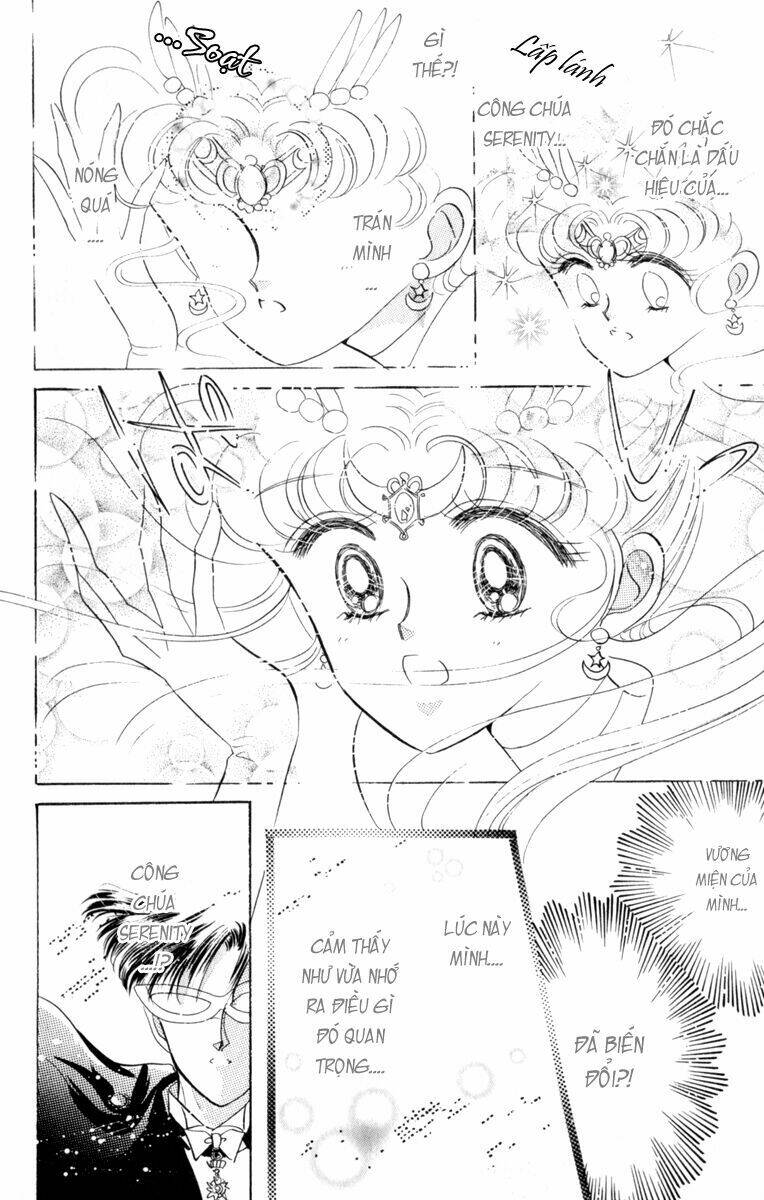 Lấp lánh
ĐÓ CHẮC
CHẮN LÀ DẤU
HIỆU CỦA...
CÔNG CHÚA
SERENITY...
GÌ
THẾ?!
... Soạt
TRÁN
MÌNH
...
NÓNG
QUÁ
....
VƯƠNG
MIỆN CỦA
MÌNH...
ĐÃ BIẾN
ĐỔI?!
LÚC NÀY
MÌNH....
CẢM THẤY
NHƯ VỪA NHỚ
RA ĐIỀU GÌ
ĐÓ QUAN
TRỌNG....
CÔNG
CHÚA
SERENITY
....!?